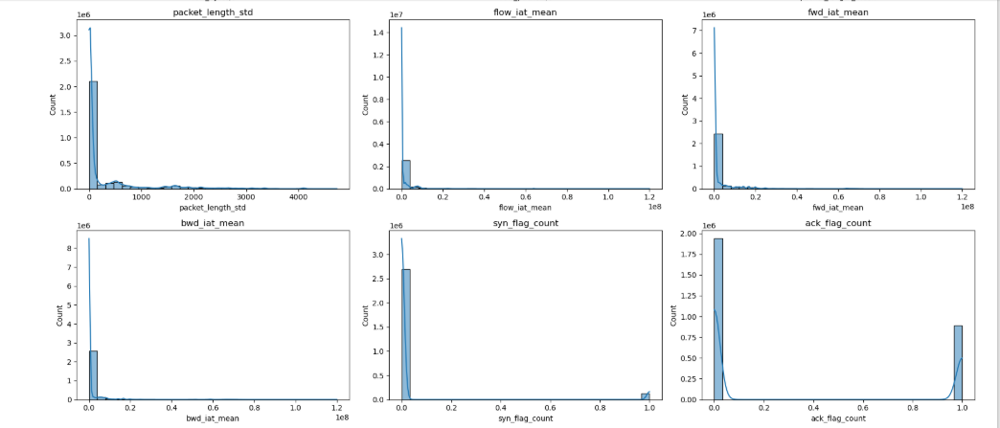 packet_length_std
1e6
3.0
2.5
2.0
1.5
1.0
0.5
0.0
Count
0 1000 2000 3000 4000
packet_length_std
flow_iat_mean
1e7
1.4
1.2
1.0
0.8
0.6
0.4
0.2
0.0
Count
0.0 0.2 0.4 0.6 0.8 1.0 1.2
1e8
flow_iat_mean
fwd_iat_mean
1e6
7
6
5
4
3
2
1
0
Count
0.0 0.2 0.4 0.6 0.8 1.0 1.2
1e8
fwd_iat_mean
bwd_iat_mean
1e6
8
7
6
5
4
3
2
1
0
Count
0.0 0.2 0.4 0.6 0.8 1.0 1.2
1e8
bwd_iat_mean
syn_flag_count
1e6
3.0
2.5
2.0
1.5
1.0
0.5
0.0
Count
0.0 0.2 0.4 0.6 0.8 1.0
syn_flag_count
ack_flag_count
1e6
2.00
1.75
1.50
1.25
1.00
0.75
0.50
0.25
0.00
Count
0.0 0.2 0.4 0.6 0.8 1.0
ack_flag_count